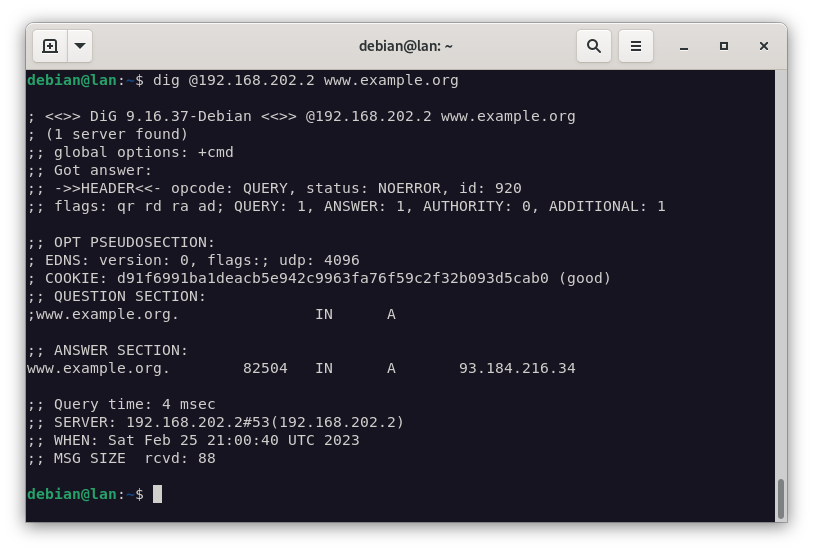 debian@lan: ~
debian@lan:~$ dig @192.168.202.2 www.example.org

; <<>> DiG 9.16.37-Debian <<>> @192.168.202.2 www.example.org
; (1 server found)
;; global options: +cmd
;; Got answer:
;; ->>HEADER<<- opcode: QUERY, status: NOERROR, id: 920
;; flags: qr rd ra ad; QUERY: 1, ANSWER: 1, AUTHORITY: 0, ADDITIONAL: 1

;; OPT PSEUDOSECTION:
; EDNS: version: 0, flags:; udp: 4096
; COOKIE: d91f6991ba1deacb5e942c9963fa76f59c2f32b093d5cab0 (good)
;; QUESTION SECTION:
;www.example.org.               IN      A

;; ANSWER SECTION:
www.example.org.        82504   IN      A       93.184.216.34

;; Query time: 4 msec
;; SERVER: 192.168.202.2#53(192.168.202.2)
;; WHEN: Sat Feb 25 21:00:40 UTC 2023
;; MSG SIZE  rcvd: 88

debian@lan:~$